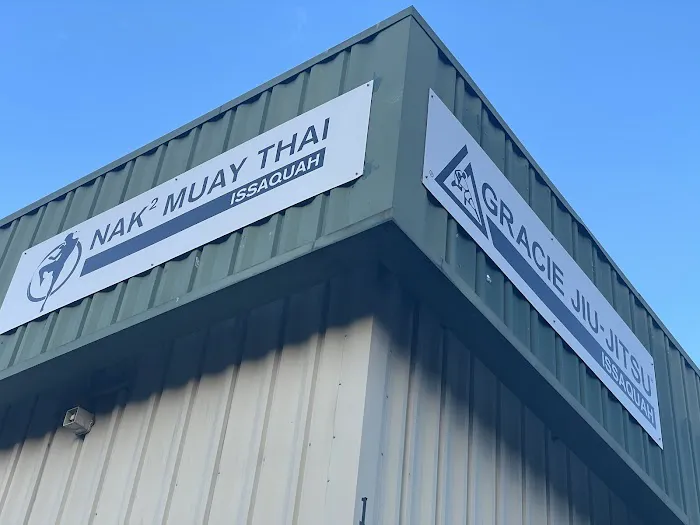 NAK² MUAY THAI
ISSAQUAH
GRACIE JIU-JITSU
ISSAQUAH